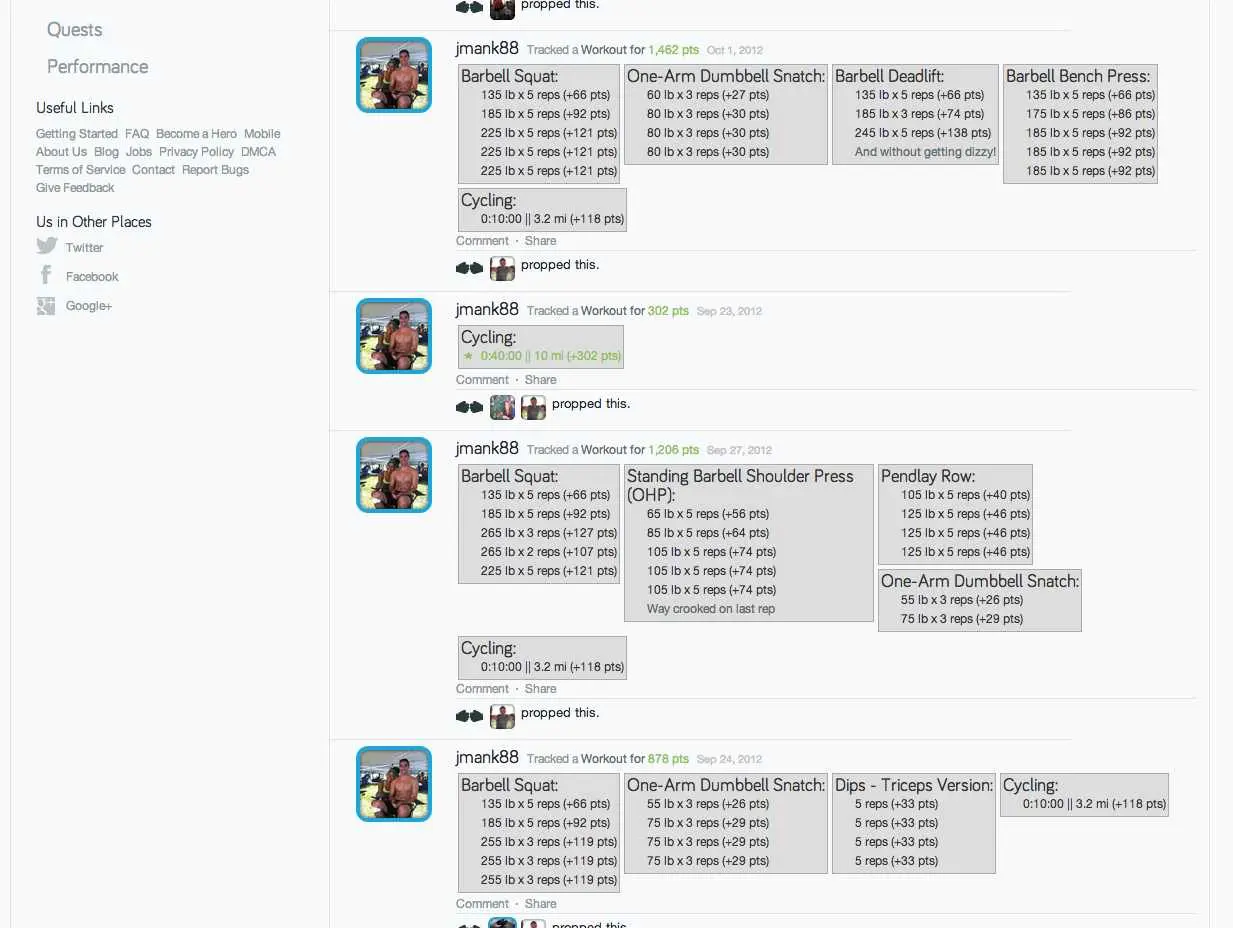 Quests
Performance
Useful Links
Getting Started FAQ Become a Hero Mobile
About Us Blog Jobs Privacy Policy DMCA
Terms of Service Contact Report Bugs
Give Feedback
Us in Other Places
Twitter
Facebook
Google+
propped this.
jmank88 Tracked a Workout for 1,462 pts Oct 1, 2012
Barbell Squat:
135 lb x 5 reps (+66 pts)
185 lb x 5 reps (+92 pts)
225 lb x 5 reps (+121 pts)
225 lb x 5 reps (+121 pts)
225 lb x 5 reps (+121 pts)
One-Arm Dumbbell Snatch:
60 lb x 3 reps (+27 pts)
80 lb x 3 reps (+30 pts)
80 lb x 3 reps (+30 pts)
80 lb x 3 reps (+30 pts)
Barbell Deadlift:
135 lb x 5 reps (+66 pts)
185 lb x 3 reps (+74 pts)
245 lb x 5 reps (+138 pts)
And without getting dizzy!
Barbell Bench Press:
135 lb x 5 reps (+66 pts)
175 lb x 5 reps (+86 pts)
185 lb x 5 reps (+92 pts)
185 lb x 5 reps (+92 pts)
185 lb x 5 reps (+92 pts)
Cycling:
0:10:00 || 3.2 mi (+118 pts)
Comment · Share
propped this.
jmank88 Tracked a Workout for 302 pts Sep 23, 2012
Cycling:
★ 0:40:00 || 10 mi (+302 pts)
Comment · Share
propped this.
jmank88 Tracked a Workout for 1,206 pts Sep 27, 2012
Barbell Squat:
135 lb x 5 reps (+66 pts)
185 lb x 5 reps (+92 pts)
265 lb x 3 reps (+127 pts)
265 lb x 2 reps (+107 pts)
225 lb x 5 reps (+121 pts)
Standing Barbell Shoulder Press
(OHP):
65 lb x 5 reps (+56 pts)
85 lb x 5 reps (+64 pts)
105 lb x 5 reps (+74 pts)
105 lb x 5 reps (+74 pts)
105 lb x 5 reps (+74 pts)
Way crooked on last rep
Pendlay Row:
105 lb x 5 reps (+40 pts)
125 lb x 5 reps (+46 pts)
125 lb x 5 reps (+46 pts)
125 lb x 5 reps (+46 pts)
One-Arm Dumbbell Snatch:
55 lb x 3 reps (+26 pts)
75 lb x 3 reps (+29 pts)
Cycling:
0:10:00 || 3.2 mi (+118 pts)
Comment · Share
propped this.
jmank88 Tracked a Workout for 878 pts Sep 24, 2012
Barbell Squat:
135 lb x 5 reps (+66 pts)
185 lb x 5 reps (+92 pts)
255 lb x 3 reps (+119 pts)
255 lb x 3 reps (+119 pts)
255 lb x 3 reps (+119 pts)
One-Arm Dumbbell Snatch:
55 lb x 3 reps (+26 pts)
75 lb x 3 reps (+29 pts)
75 lb x 3 reps (+29 pts)
75 lb x 3 reps (+29 pts)
Dips - Triceps Version:
5 reps (+33 pts)
5 reps (+33 pts)
5 reps (+33 pts)
5 reps (+33 pts)
Cycling:
0:10:00 || 3.2 mi (+118 pts)
Comment · Share
propped this.